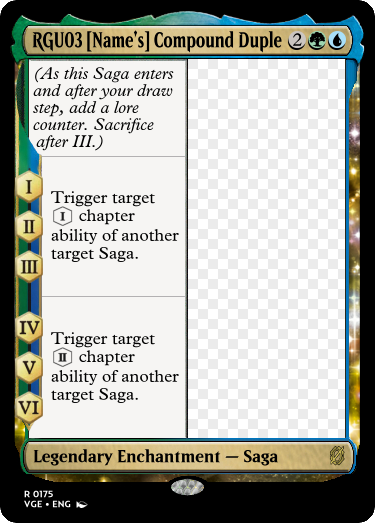 RGU03 [Name's] Compound Duple 2
(As this Saga enters
and after your draw
step, add a lore
counter. Sacrifice
after III.)
I
II
III
Trigger target
I chapter
ability of another
target Saga.
IV
V
VI
Trigger target
II chapter
ability of another
target Saga.
Legendary Enchantment — Saga
R 0175
VGE • ENG